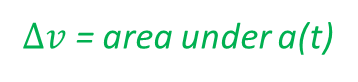 Δv = area under a(t)